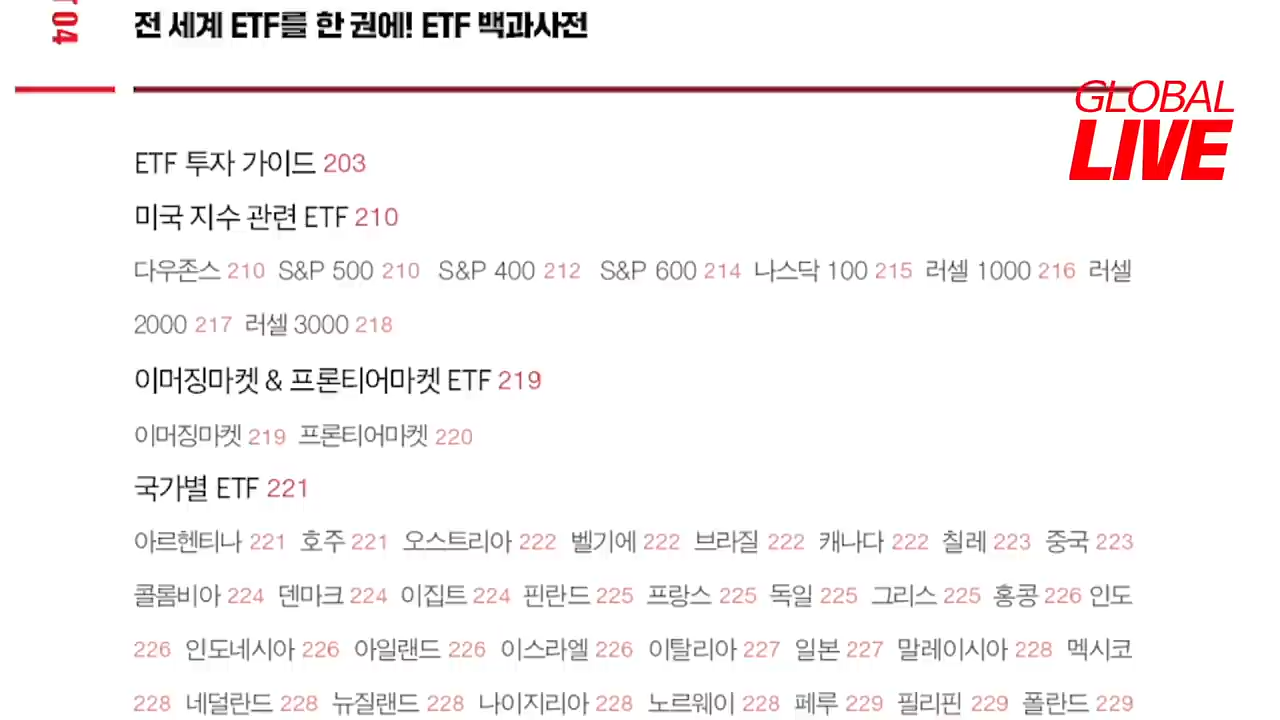 T 04
전 세계 ETF를 한 권에! ETF 백과사전
GLOBAL
LIVE
ETF 투자 가이드 203
미국 지수 관련 ETF 210
다우존스 210 S&P 500 210 S&P 400 212 S&P 600 214 나스닥 100 215 러셀 1000 216 러셀
2000 217 러셀 3000 218
이머징마켓 & 프론티어마켓 ETF 219
이머징마켓 219 프론티어마켓 220
국가별 ETF 221
아르헨티나 221 호주 221 오스트리아 222 벨기에 222 브라질 222 캐나다 222 칠레 223 중국 223
콜롬비아 224 덴마크 224 이집트 224 핀란드 225 프랑스 225 독일 225 그리스 225 홍콩 226 인도
226 인도네시아 226 아일랜드 226 이스라엘 226 이탈리아 227 일본 227 말레이시아 228 멕시코
228 네덜란드 228 뉴질랜드 228 나이지리아 228 노르웨이 228 페루 229 필리핀 229 폴란드 229